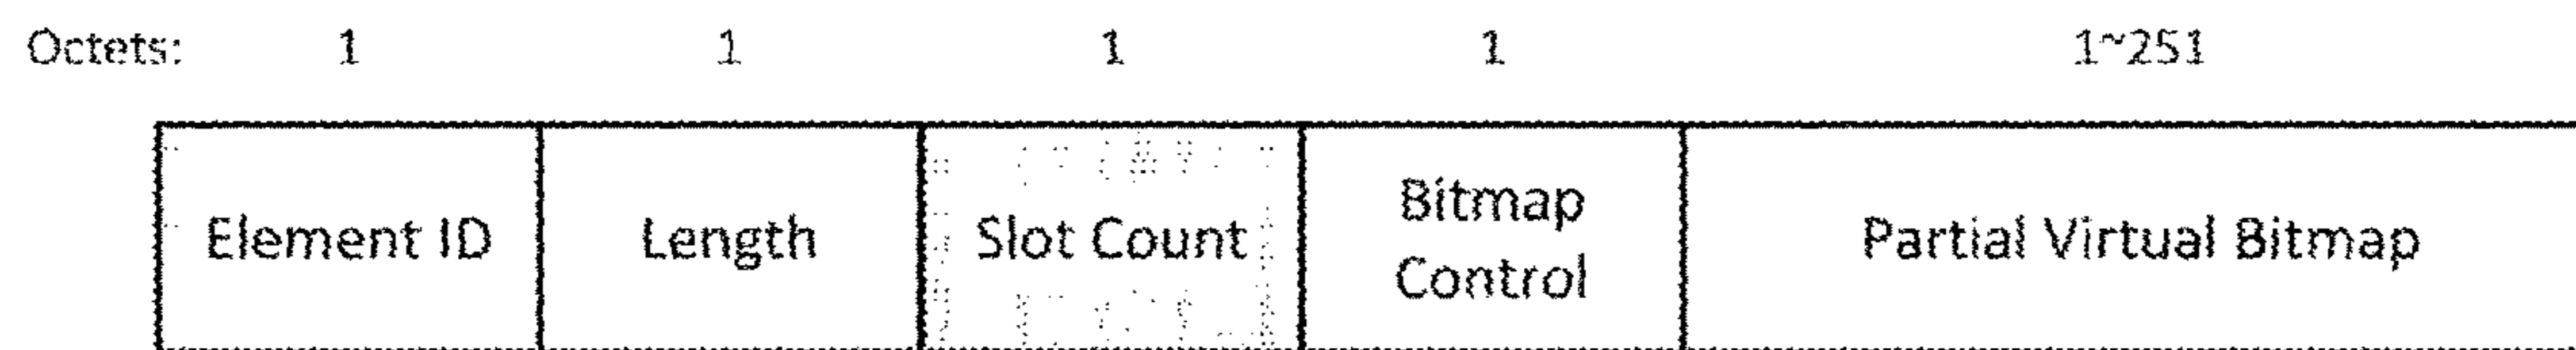 Octets: 1 1 1 1 1~251
Element ID Length Slot Count Bitmap Control Partial Virtual Bitmap